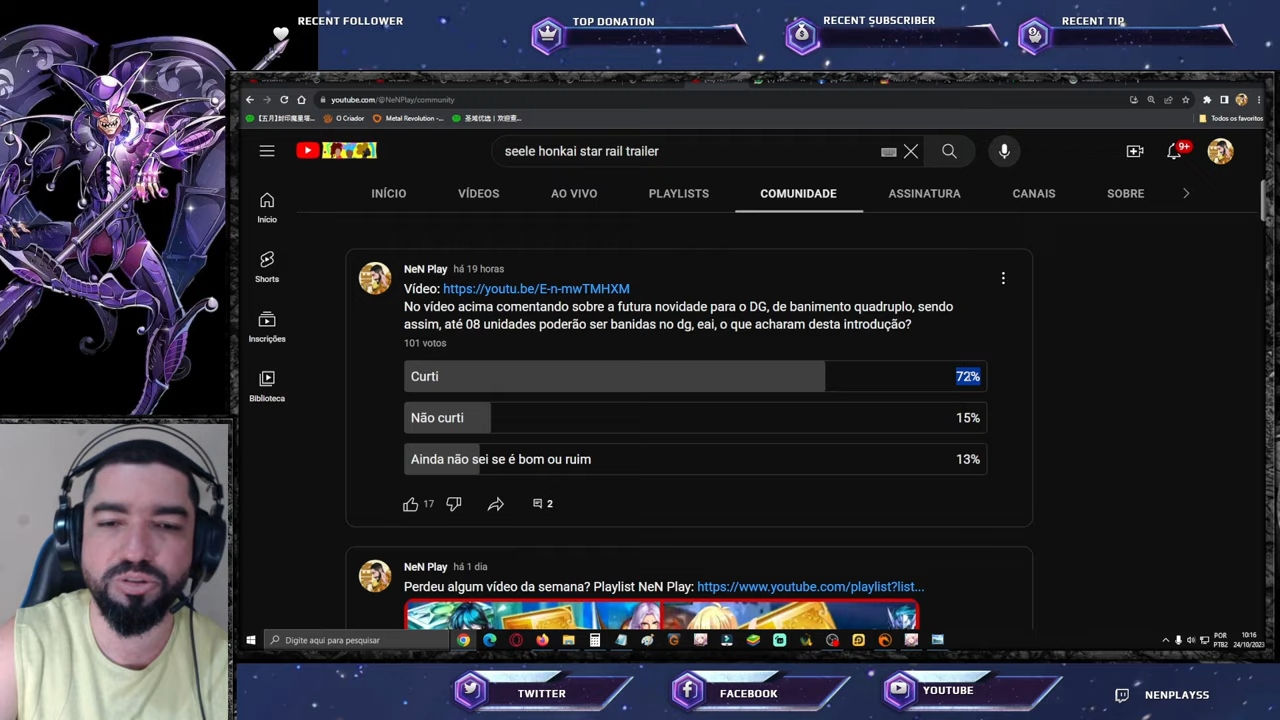 RECENT FOLLOWER
TOP DONATION
RECENT SUBSCRIBER
RECENT TIP
youtube.com/@NeNPlay/community
O Criador
Metal Revolution -...
Todos os favoritos
seele honkai star rail trailer
9+
INÍCIO
VÍDEOS
AO VIVO
PLAYLISTS
COMUNIDADE
ASSINATURA
CANAIS
SOBRE
Início
Shorts
Inscrições
Biblioteca
NeN Play há 19 horas
Vídeo: https://youtu.be/E-n-mwTMHXM
No vídeo acima comentando sobre a futura novidade para o DG, de banimento quadruplo, sendo
assim, até 08 unidades poderão ser banidas no dg, eai, o que acharam desta introdução?
101 votos
Curti 72%
Não curti 15%
Ainda não sei se é bom ou ruim 13%
17
2
NeN Play há 1 dia
Perdeu algum vídeo da semana? Playlist NeN Play: https://www.youtube.com/playlist?list...
Digite aqui para pesquisar
POR
PTB2
10:16
24/10/2023
TWITTER
FACEBOOK
YOUTUBE
NENPLAYSS